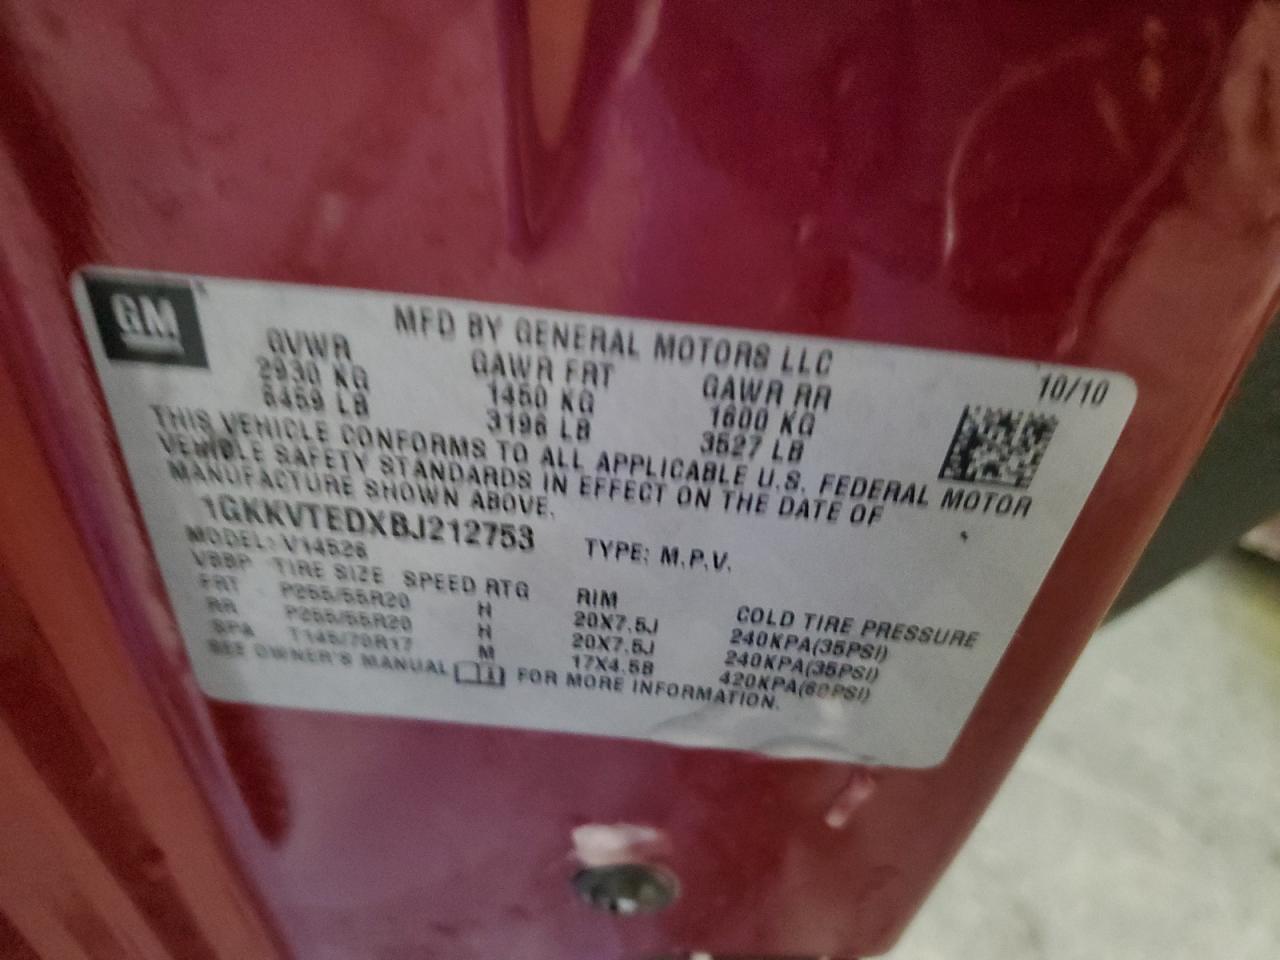 GM
MFD BY GENERAL MOTORS LLC
10/10
GVWR GAWR FRT GAWR RR
2930 KG 1450 KG 1600 KG
6459 LB 3196 LB 3527 LB
THIS VEHICLE CONFORMS TO ALL APPLICABLE U.S. FEDERAL MOTOR
VEHICLE SAFETY STANDARDS IN EFFECT ON THE DATE OF
MANUFACTURE SHOWN ABOVE.
1GKKVTEDXBJ212753 TYPE: M.P.V.
MODEL: V14526
TIRE SIZE SPEED RTG RIM COLD TIRE PRESSURE
FRT P255/55R20 H 20X7.5J 240KPA(35PSI)
RR P255/55R20 H 20X7.5J 240KPA(35PSI)
SPA T145/70R17 M 17X4.5B 420KPA(60PSI)
SEE OWNER'S MANUAL FOR MORE INFORMATION.